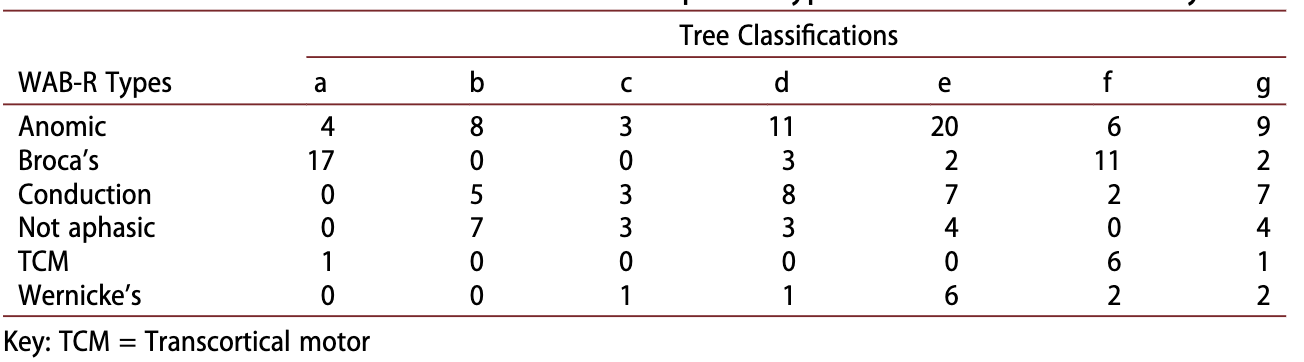 Tree Classifications
WAB-R Types a b c d e f g
Anomic 4 8 3 11 20 6 9
Broca’s 17 0 0 3 2 11 2
Conduction 0 5 3 8 7 2 7
Not aphasic 0 7 3 3 4 0 4
TCM 1 0 0 0 0 6 1
Wernicke’s 0 0 1 1 6 2 2
Key: TCM = Transcortical motor